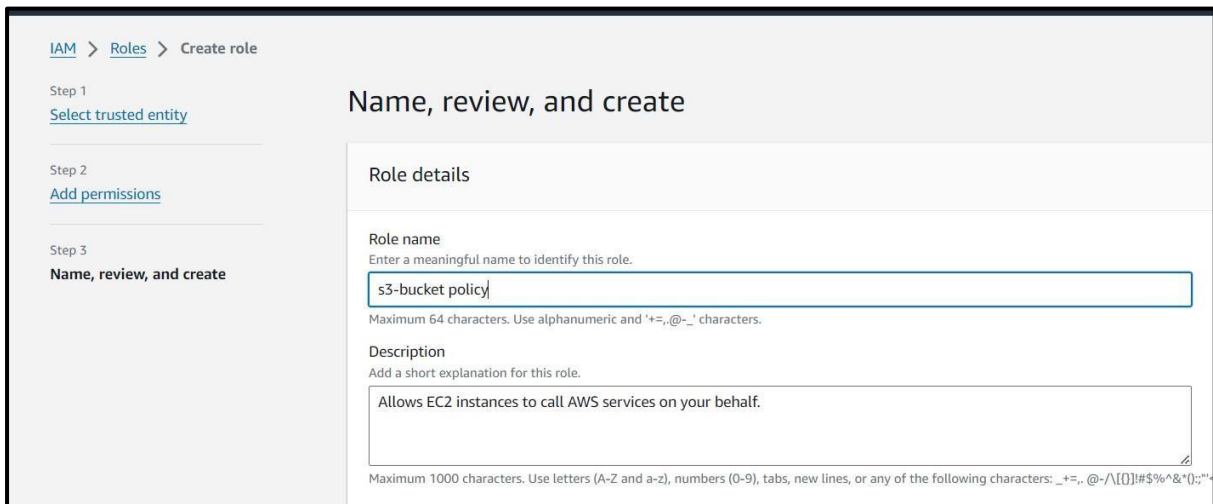 IAM > Roles > Create role
Step 1
Select trusted entity
Step 2
Add permissions
Step 3
Name, review, and create
Name, review, and create
Role details
Role name
Enter a meaningful name to identify this role.
s3-bucket policy
Maximum 64 characters. Use alphanumeric and '+=,.@-_' characters.
Description
Add a short explanation for this role.
Allows EC2 instances to call AWS services on your behalf.
Maximum 1000 characters. Use letters (A-Z and a-z), numbers (0-9), tabs, new lines, or any of the following characters: _+=,. @-/\[{}]!#$%^&*();:"'<